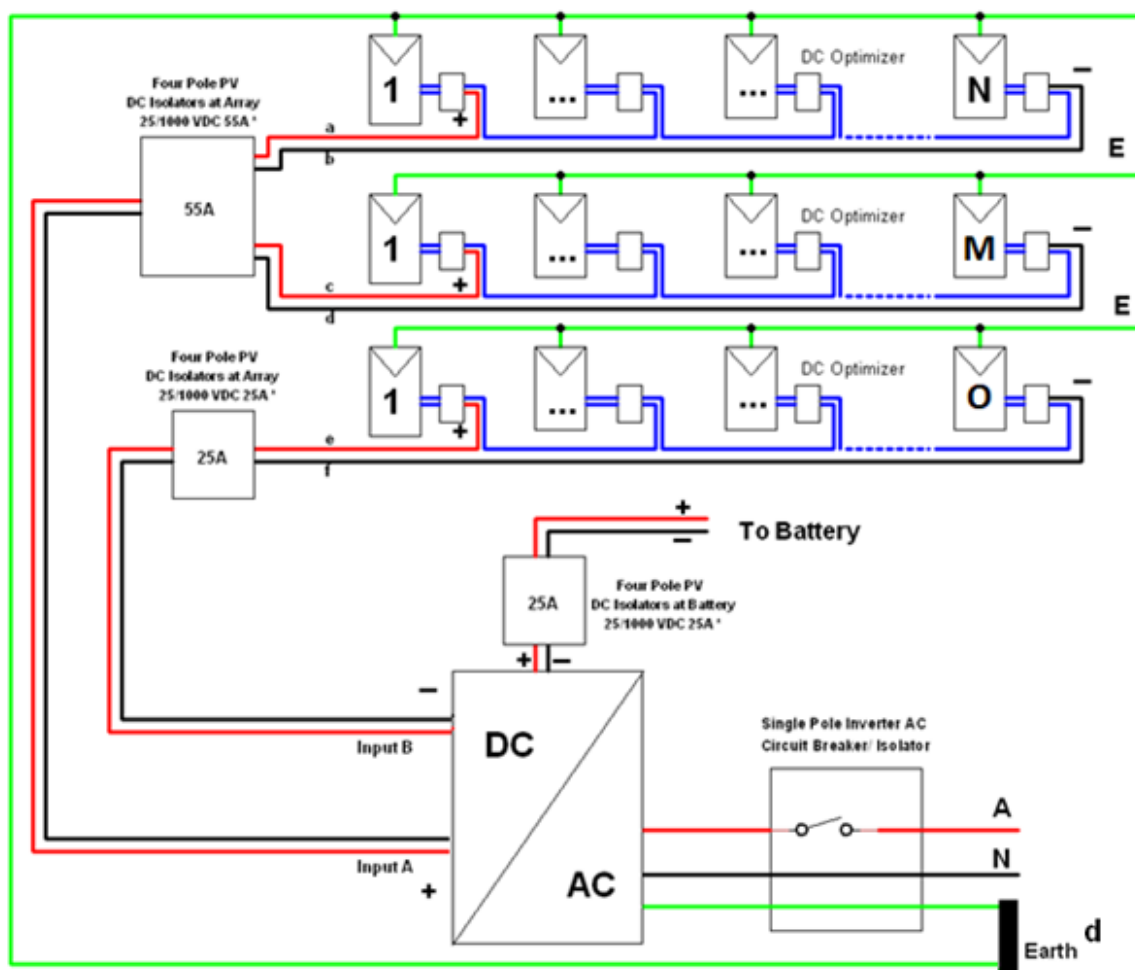 Four Pole PV
DC Isolators at Array
25/1000 VDC 55A *
55A
a
b
1
+
...
...
DC Optimizer
N
−
E
c
d
1
+
...
...
DC Optimizer
M
−
E
Four Pole PV
DC Isolators at Array
25/1000 VDC 25A *
25A
e
f
1
+
...
...
DC Optimizer
O
−
+
−
To Battery
25A
Four Pole PV
DC Isolators at Battery
25/1000 VDC 25A *
+
−
−
Input B
DC
Input A
+
AC
Single Pole Inverter AC
Circuit Breaker/ Isolator
A
N
Earth
d